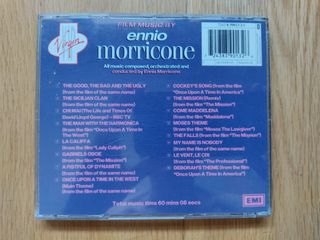 FILM MUSIC BY
Virgin
ennio
morricone
All music composed, orchestrated and
conducted by Ennio Morricone
THE GOOD, THE BAD AND THE UGLY
(from the film of the same name)
THE SICILIAN CLAN
(from the film of the same name)
CHI MAI (The Life and Times of
David Lloyd George) – BBC TV
THE MAN WITH THE HARMONICA
(from the film "Once Upon A Time In
The West")
LA CALIFFA
(from the film "Lady Caliph")
GABRIELS OBOE
(from the film "The Mission")
A FISTFUL OF DYNAMITE
(from the film of the same name)
ONCE UPON A TIME IN THE WEST
(Main Theme)
(from the film of the same name)
COCKEY'S SONG (from the film
"Once Upon A Time In America")
THE MISSION (Remix)
(from the film of the same name)
COME MADDALENA
(from the film "Maddalena")
MOSES THEME
(from the film "Moses The Lawgiver")
THE FALLS (from the film "The Mission")
MY NAME IS NOBODY
(from the film of the same name)
LE VENT, LE CRI
(from the film "The Professional")
DEBORAH'S THEME (from the film
"Once Upon A Time In America")
Total music time 60 mins 08 secs
EMI